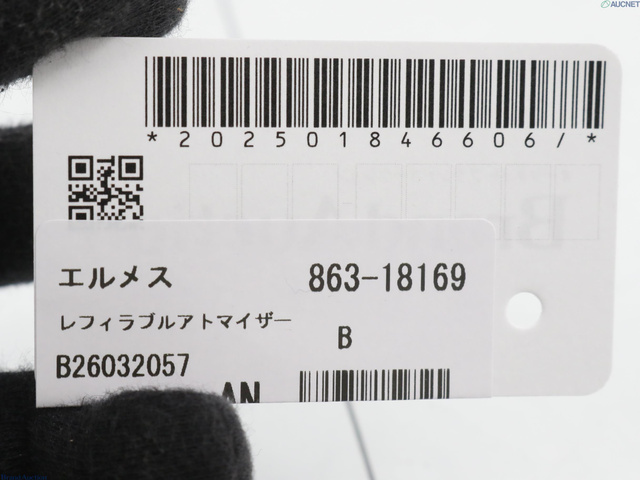 AUCNET
*202501846606/*
エルメス
863-18169
レフィラブルアトマイザー
B
B26032057
AN